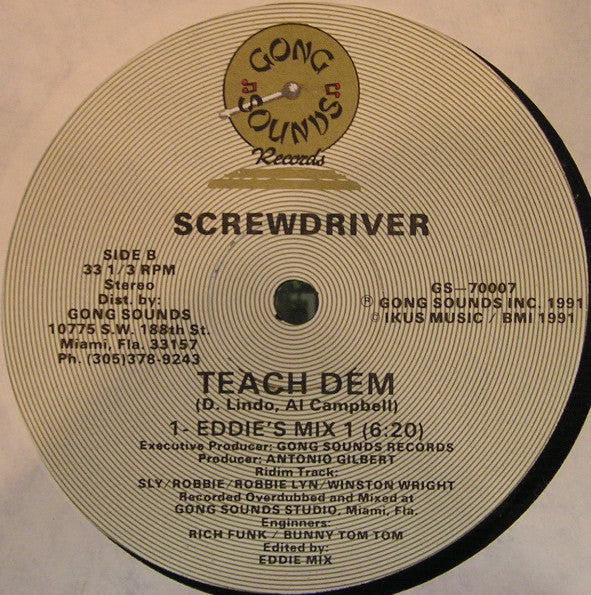 GONG
SOUNDS
Records
SCREWDRIVER
SIDE B
33 1/3 RPM
Stereo
Dist. by:
GONG SOUNDS
10775 S.W. 188th St.
Miami, Fla. 33157
Ph. (305)378-9243
GS-70007
℗ GONG SOUNDS INC. 1991
© IKUS MUSIC / BMI 1991
TEACH DEM
(D. Lindo, Al Campbell)
1- EDDIE'S MIX 1 (6:20)
Executive Producer: GONG SOUNDS RECORDS
Producer: ANTONIO GILBERT
Ridim Track:
SLY/ROBBIE/ROBBIE LYN/WINSTON WRIGHT
Recorded Overdubbed and Mixed at
GONG SOUNDS STUDIO, Miami, Fla.
Enginners:
RICH FUNK / BUNNY TOM TOM
Edited by:
EDDIE MIX